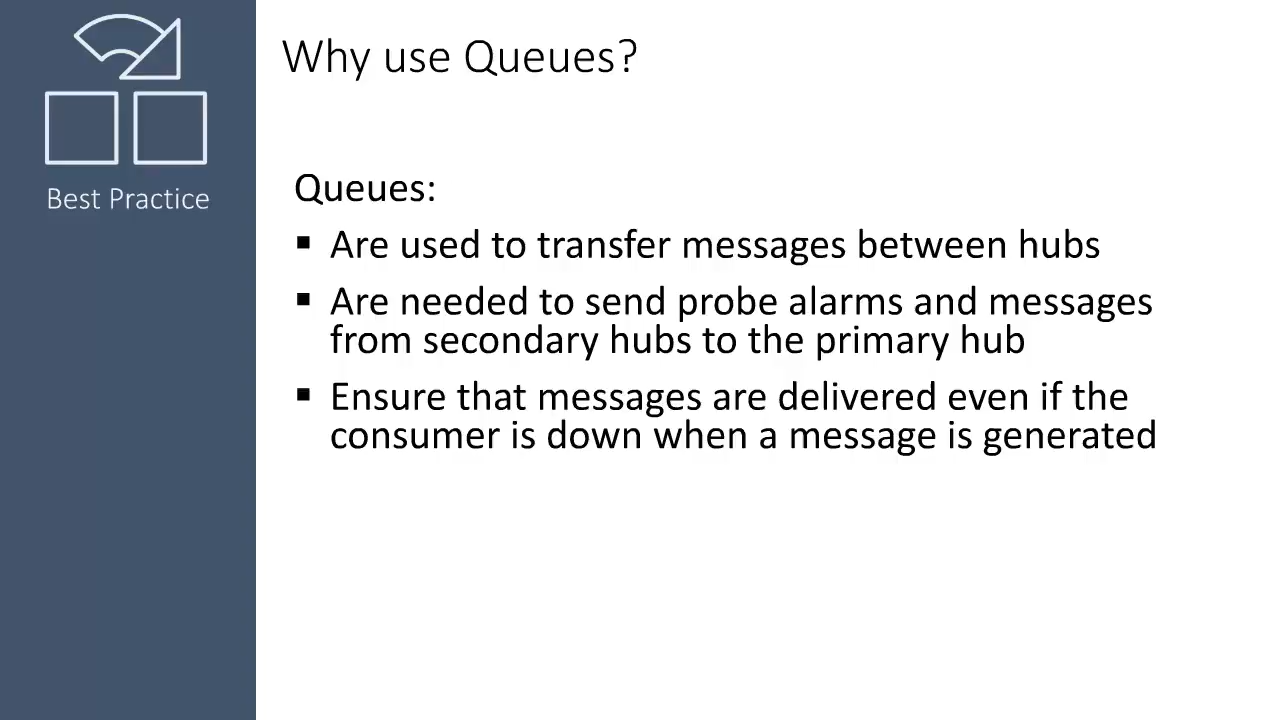 Why use Queues?
Best Practice
Queues:
▪ Are used to transfer messages between hubs
▪ Are needed to send probe alarms and messages
from secondary hubs to the primary hub
▪ Ensure that messages are delivered even if the
consumer is down when a message is generated